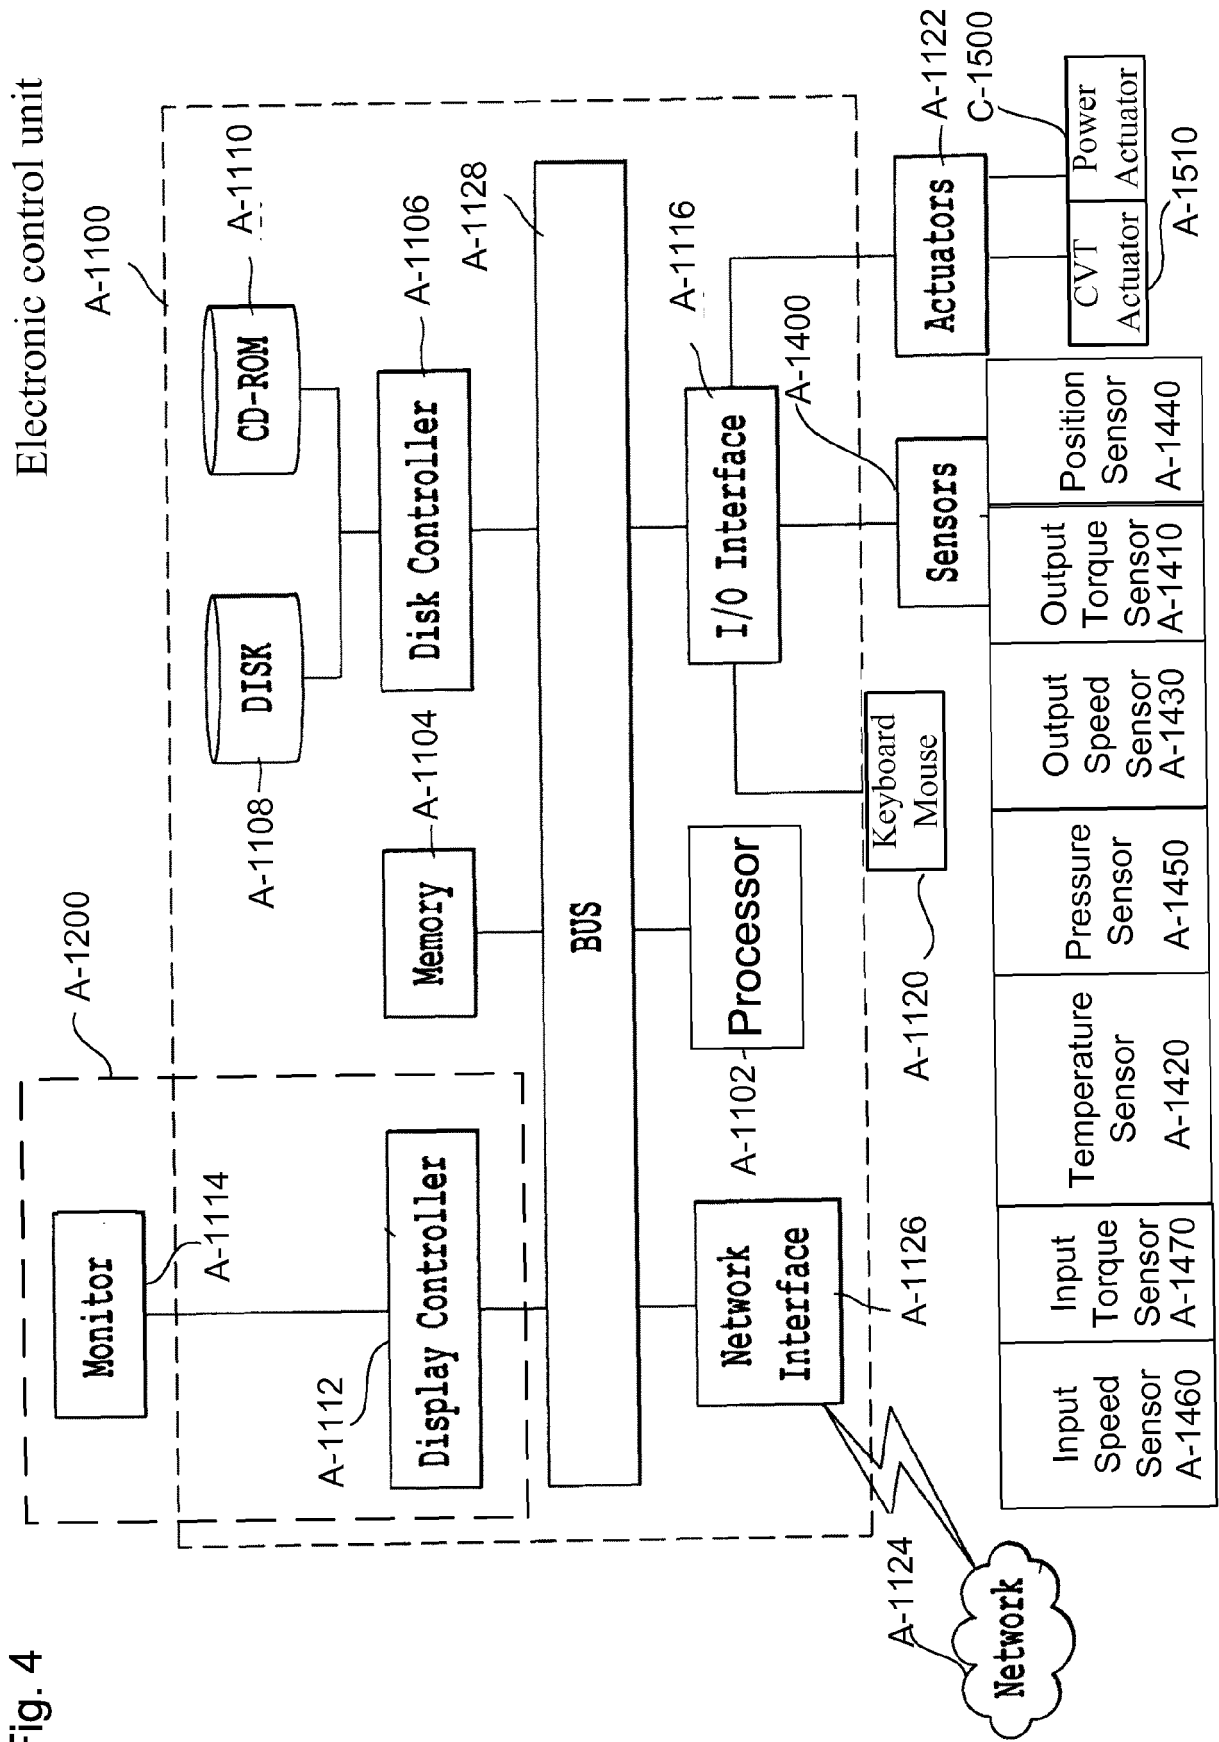 Fig. 4
Electronic control unit
A-1200
A-1100
Monitor
A-1114
A-1108
DISK
CD-ROM
A-1110
A-1112
Display Controller
Memory
A-1104
Disk Controller
A-1106
BUS
A-1128
Network
Interface
A-1126
A-1102
Processor
I/O Interface
A-1116
A-1120
Keyboard
Mouse
A-1400
Sensors
Actuators
A-1122
C-1500
A-1124
Network
Input
Speed
Sensor
A-1460
Input
Torque
Sensor
A-1470
Temperature
Sensor
A-1420
Pressure
Sensor
A-1450
Output
Speed
Sensor
A-1430
Output
Torque
Sensor
A-1410
Position
Sensor
A-1440
CVT
Actuator
Power
Actuator
A-1510